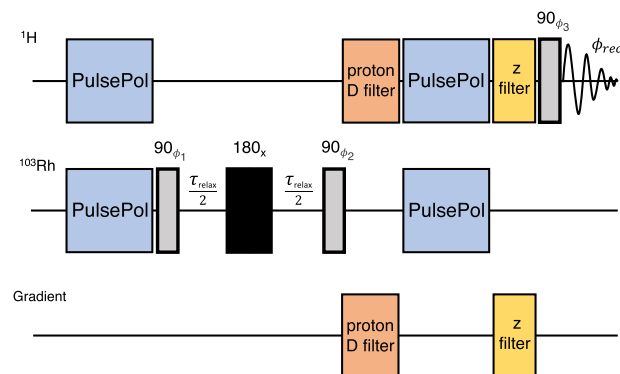 ¹H
PulsePol
proton
D filter
PulsePol
z
filter
90ϕ₃
ϕrec
¹⁰³Rh
PulsePol
90ϕ₁
τrelax
2
180ₓ
τrelax
2
90ϕ₂
PulsePol
Gradient
proton
D filter
z
filter